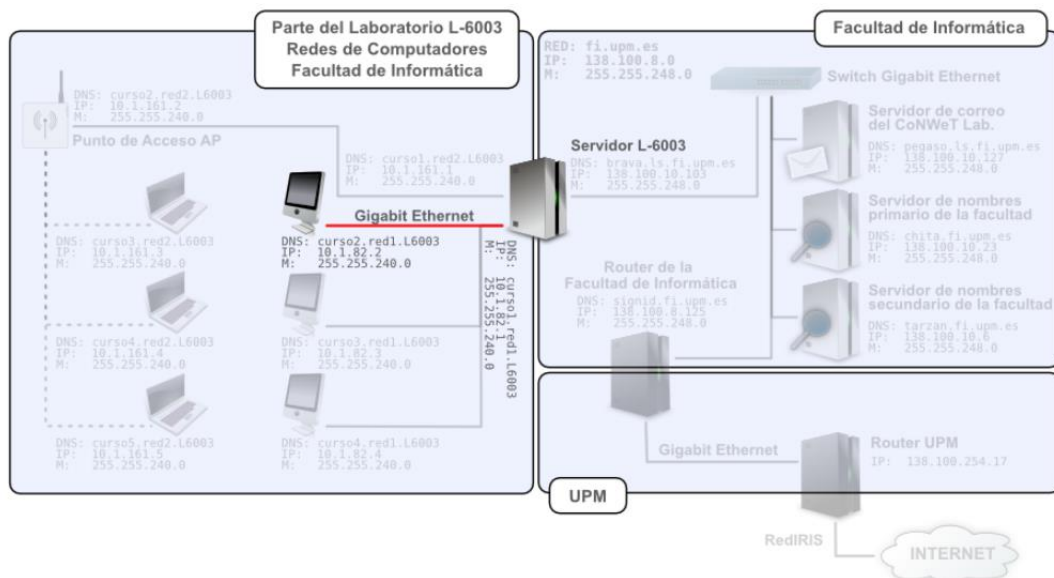 Parte del Laboratorio L-6003
Redes de Computadores
Facultad de Informática
DNS: curso2.red2.L6003
IP: 10.1.161.2
M: 255.255.240.0
Punto de Acceso AP
DNS: curso1.red2.L6003
IP: 10.1.161.1
M: 255.255.240.0
Gigabit Ethernet
DNS: curso3.red2.L6003
IP: 10.1.161.3
M: 255.255.240.0
DNS: curso2.red1.L6003
IP: 10.1.82.2
M: 255.255.240.0
DNS: curso1.red1.L6003
IP: 10.1.82.1
M: 255.255.240.0
DNS: curso4.red2.L6003
IP: 10.1.161.4
M: 255.255.240.0
DNS: curso3.red1.L6003
IP: 10.1.82.3
M: 255.255.240.0
DNS: curso5.red2.L6003
IP: 10.1.161.5
M: 255.255.240.0
DNS: curso4.red1.L6003
IP: 10.1.82.4
M: 255.255.240.0
Facultad de Informática
RED: fi.upm.es
IP: 138.100.8.0
M: 255.255.248.0
Switch Gigabit Ethernet
Servidor L-6003
DNS: brava.ls.fi.upm.es
IP: 138.100.10.103
M: 255.255.248.0
Servidor de correo
del CoNWeT Lab.
DNS: pegaso.ls.fi.upm.es
IP: 138.100.10.127
M: 255.255.248.0
Servidor de nombres
primario de la facultad
DNS: chita.fi.upm.es
IP: 138.100.10.23
M: 255.255.248.0
Router de la
Facultad de Informática
DNS: signid.fi.upm.es
IP: 138.100.8.125
M: 255.255.248.0
Servidor de nombres
secundario de la facultad
DNS: tarzan.fi.upm.es
IP: 138.100.10.6
M: 255.255.248.0
Gigabit Ethernet
Router UPM
IP: 138.100.254.17
UPM
RedIRIS
INTERNET